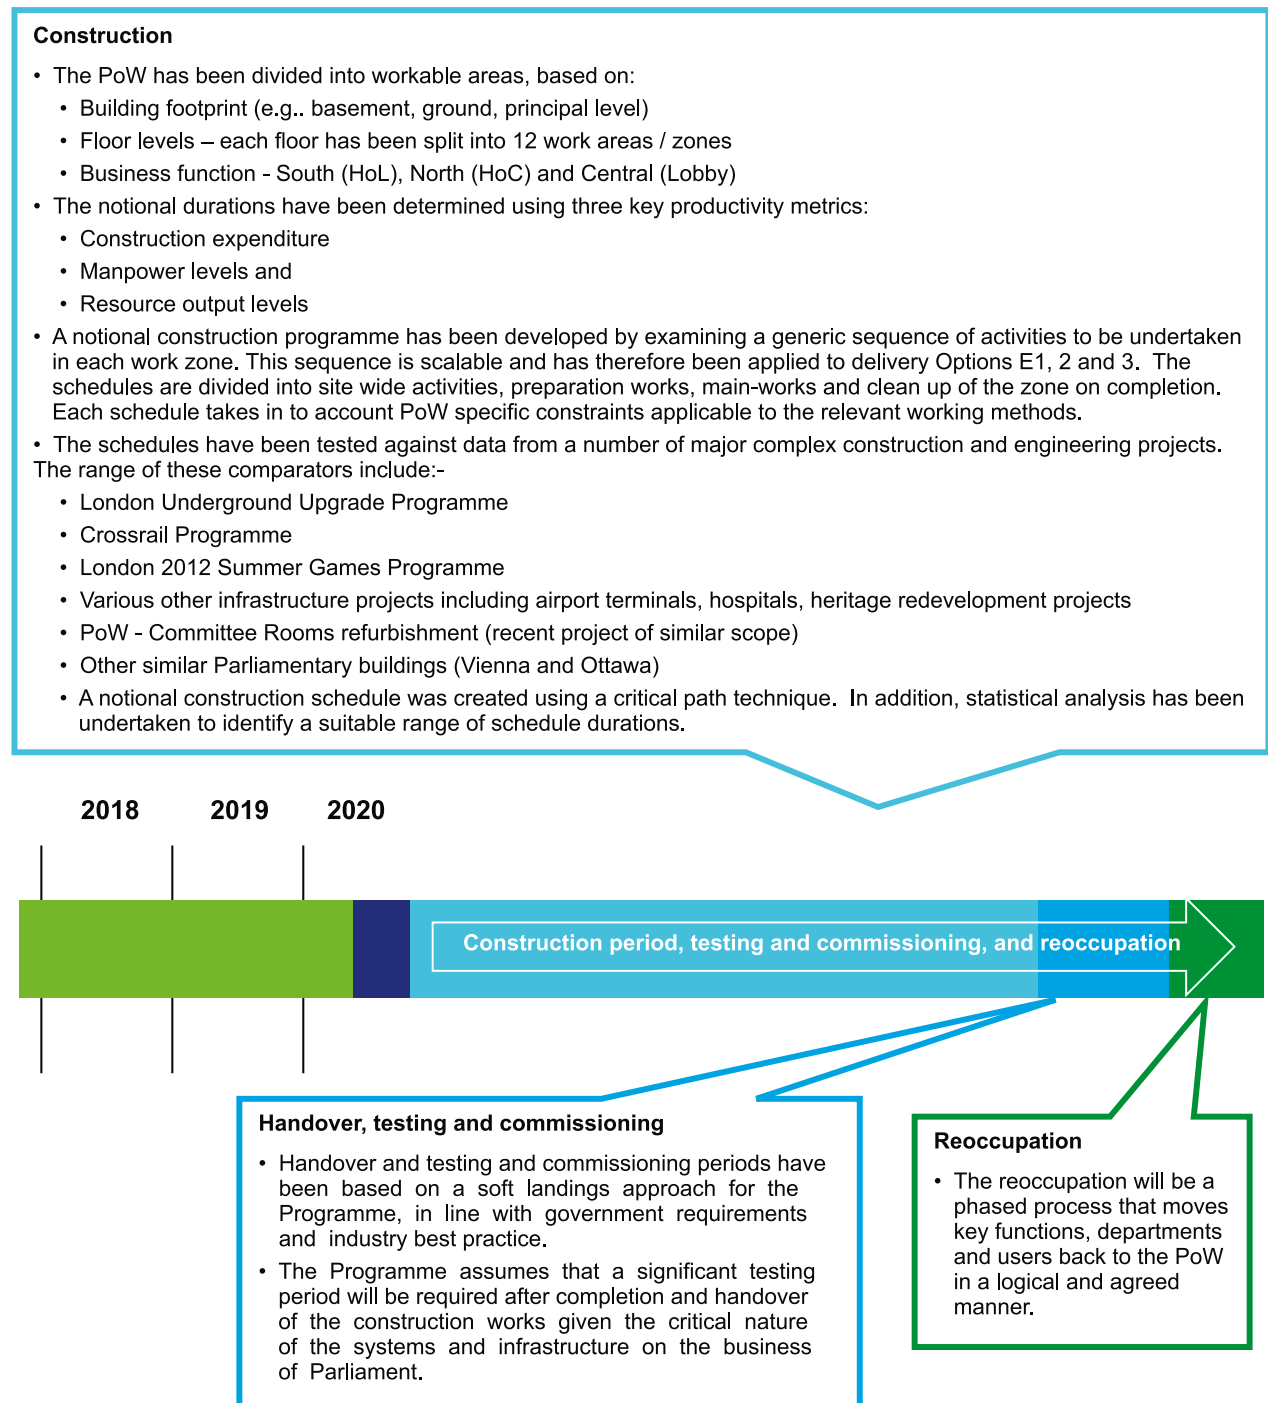 Construction
• The PoW has been divided into workable areas, based on:
• Building footprint (e.g.. basement, ground, principal level)
• Floor levels – each floor has been split into 12 work areas / zones
• Business function - South (HoL), North (HoC) and Central (Lobby)
• The notional durations have been determined using three key productivity metrics:
• Construction expenditure
• Manpower levels and
• Resource output levels
• A notional construction programme has been developed by examining a generic sequence of activities to be undertaken
in each work zone. This sequence is scalable and has therefore been applied to delivery Options E1, 2 and 3. The
schedules are divided into site wide activities, preparation works, main-works and clean up of the zone on completion.
Each schedule takes in to account PoW specific constraints applicable to the relevant working methods.
• The schedules have been tested against data from a number of major complex construction and engineering projects.
The range of these comparators include:-
• London Underground Upgrade Programme
• Crossrail Programme
• London 2012 Summer Games Programme
• Various other infrastructure projects including airport terminals, hospitals, heritage redevelopment projects
• PoW - Committee Rooms refurbishment (recent project of similar scope)
• Other similar Parliamentary buildings (Vienna and Ottawa)
• A notional construction schedule was created using a critical path technique. In addition, statistical analysis has been
undertaken to identify a suitable range of schedule durations.
2018 2019 2020
Construction period, testing and commissioning, and reoccupation
Handover, testing and commissioning
• Handover and testing and commissioning periods have
been based on a soft landings approach for the
Programme, in line with government requirements
and industry best practice.
• The Programme assumes that a significant testing
period will be required after completion and handover
of the construction works given the critical nature
of the systems and infrastructure on the business
of Parliament.
Reoccupation
• The reoccupation will be a
phased process that moves
key functions, departments
and users back to the PoW
in a logical and agreed
manner.